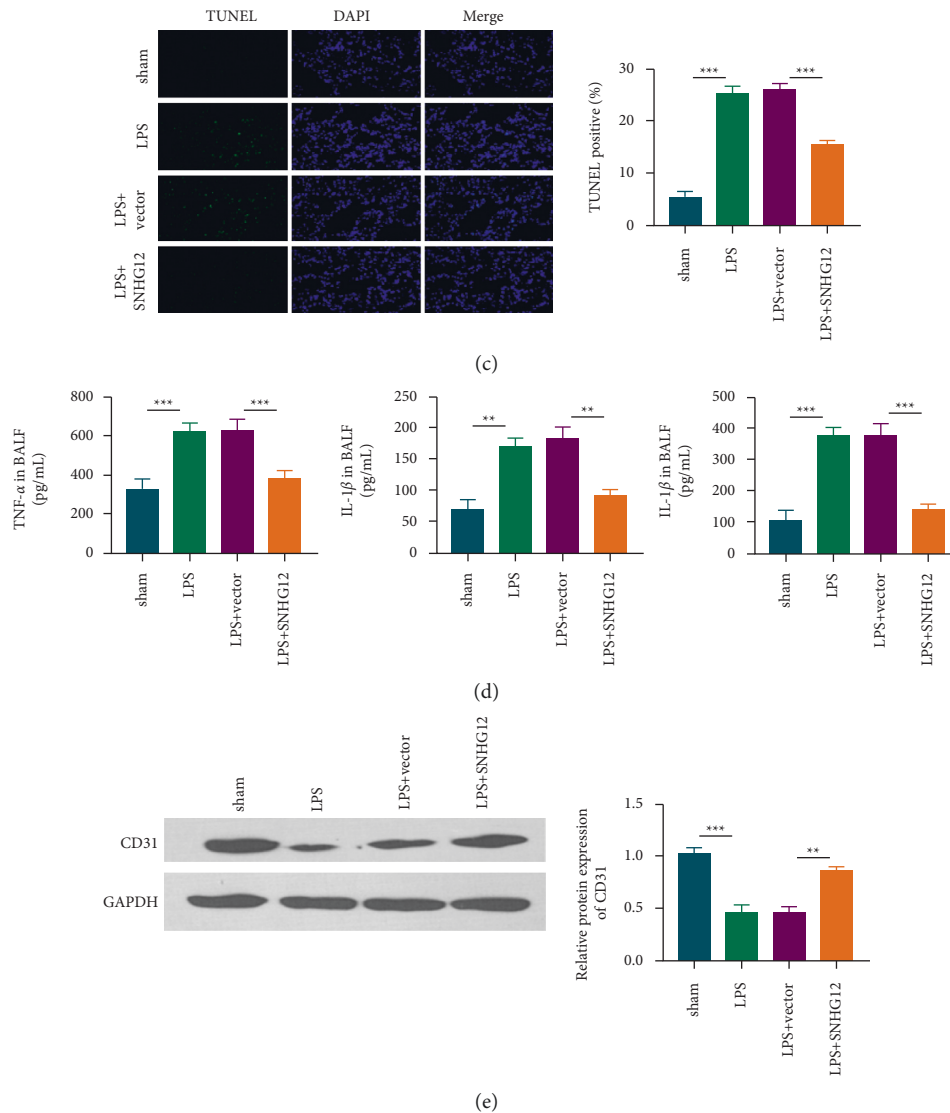 TUNEL DAPI Merge
sham
LPS
LPS+
vector
LPS+
SNHG12
TUNEL positive (%)
30
20
10
0
*** ***
sham LPS LPS+vector LPS+SNHG12
(c)
TNF-α in BALF
(pg/mL)
800
600
400
200
0
*** ***
sham LPS LPS+vector LPS+SNHG12
IL-1β in BALF
(pg/mL)
250
200
150
100
50
0
** **
sham LPS LPS+vector LPS+SNHG12
IL-1β in BALF
(pg/mL)
500
400
300
200
100
0
*** ***
sham LPS LPS+vector LPS+SNHG12
(d)
sham LPS LPS+vector LPS+SNHG12
CD31
GAPDH
Relative protein expression
of CD31
1.5
1.0
0.5
0.0
*** **
sham LPS LPS+vector LPS+SNHG12
(e)